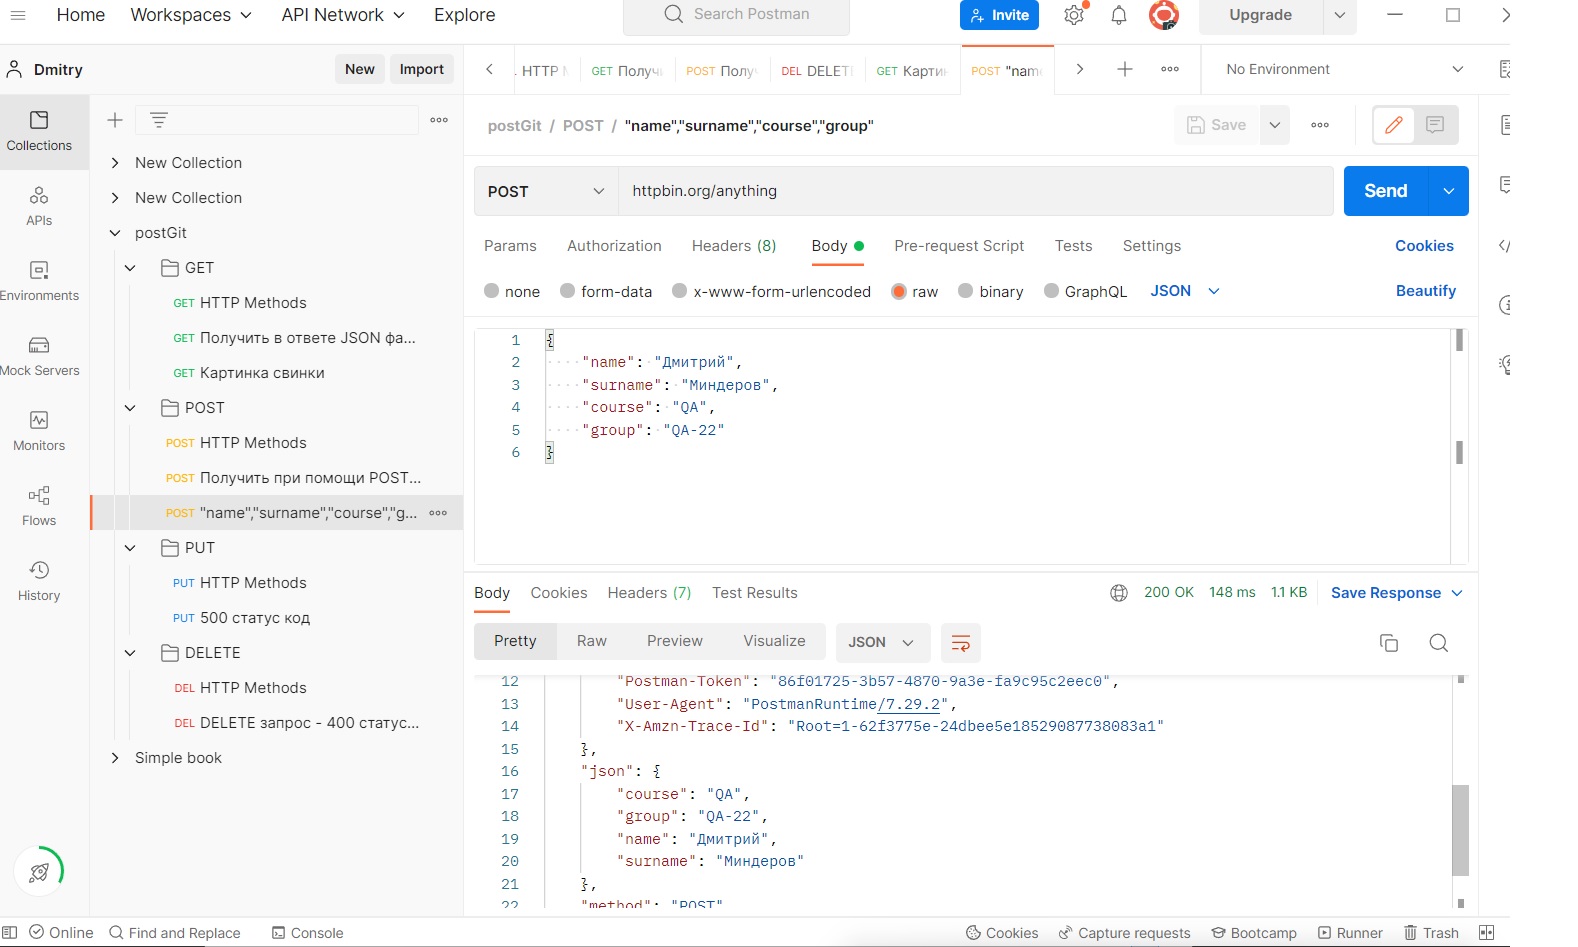 Home Workspaces API Network Explore Search Postman Invite Upgrade
Dmitry New Import HTTP GET Получ POST Полу DEL DELET GET Картин POST "nam No Environment
postGit / POST / "name","surname","course","group" Save
Collections
New Collection
New Collection
postGit
GET
GET HTTP Methods
GET Получить в ответе JSON фа...
GET Картинка свинки
POST
POST HTTP Methods
POST Получить при помощи POST...
POST "name","surname","course","g...
PUT
PUT HTTP Methods
PUT 500 статус код
DELETE
DEL HTTP Methods
DEL DELETE запрос - 400 статус...
Simple book
APIs
Environments
Mock Servers
Monitors
Flows
History
POST httpbin.org/anything Send
Params Authorization Headers (8) Body Pre-request Script Tests Settings Cookies
none form-data x-www-form-urlencoded raw binary GraphQL JSON Beautify
1 {
2 "name": "Дмитрий",
3 "surname": "Миндеров",
4 "course": "QA",
5 "group": "QA-22"
6 }
Body Cookies Headers (7) Test Results 200 OK 148 ms 1.1 KB Save Response
Pretty Raw Preview Visualize JSON
12 "Postman-Token": "86f01725-3b57-4870-9a3e-fa9c95c2eec0",
13 "User-Agent": "PostmanRuntime/7.29.2",
14 "X-Amzn-Trace-Id": "Root=1-62f3775e-24dbee5e18529087738083a1"
15 },
16 "json": {
17 "course": "QA",
18 "group": "QA-22",
19 "name": "Дмитрий",
20 "surname": "Миндеров"
21 },
22 "method": "POST"
Online Find and Replace Console Cookies Capture requests Bootcamp Runner Trash